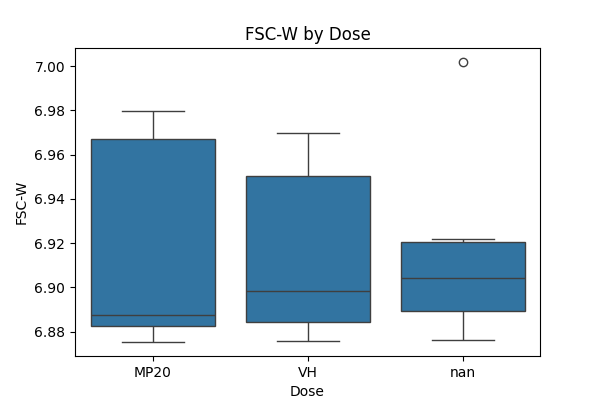 FSC-W by Dose
FSC-W
7.00
6.98
6.96
6.94
6.92
6.90
6.88
MP20 VH nan
Dose